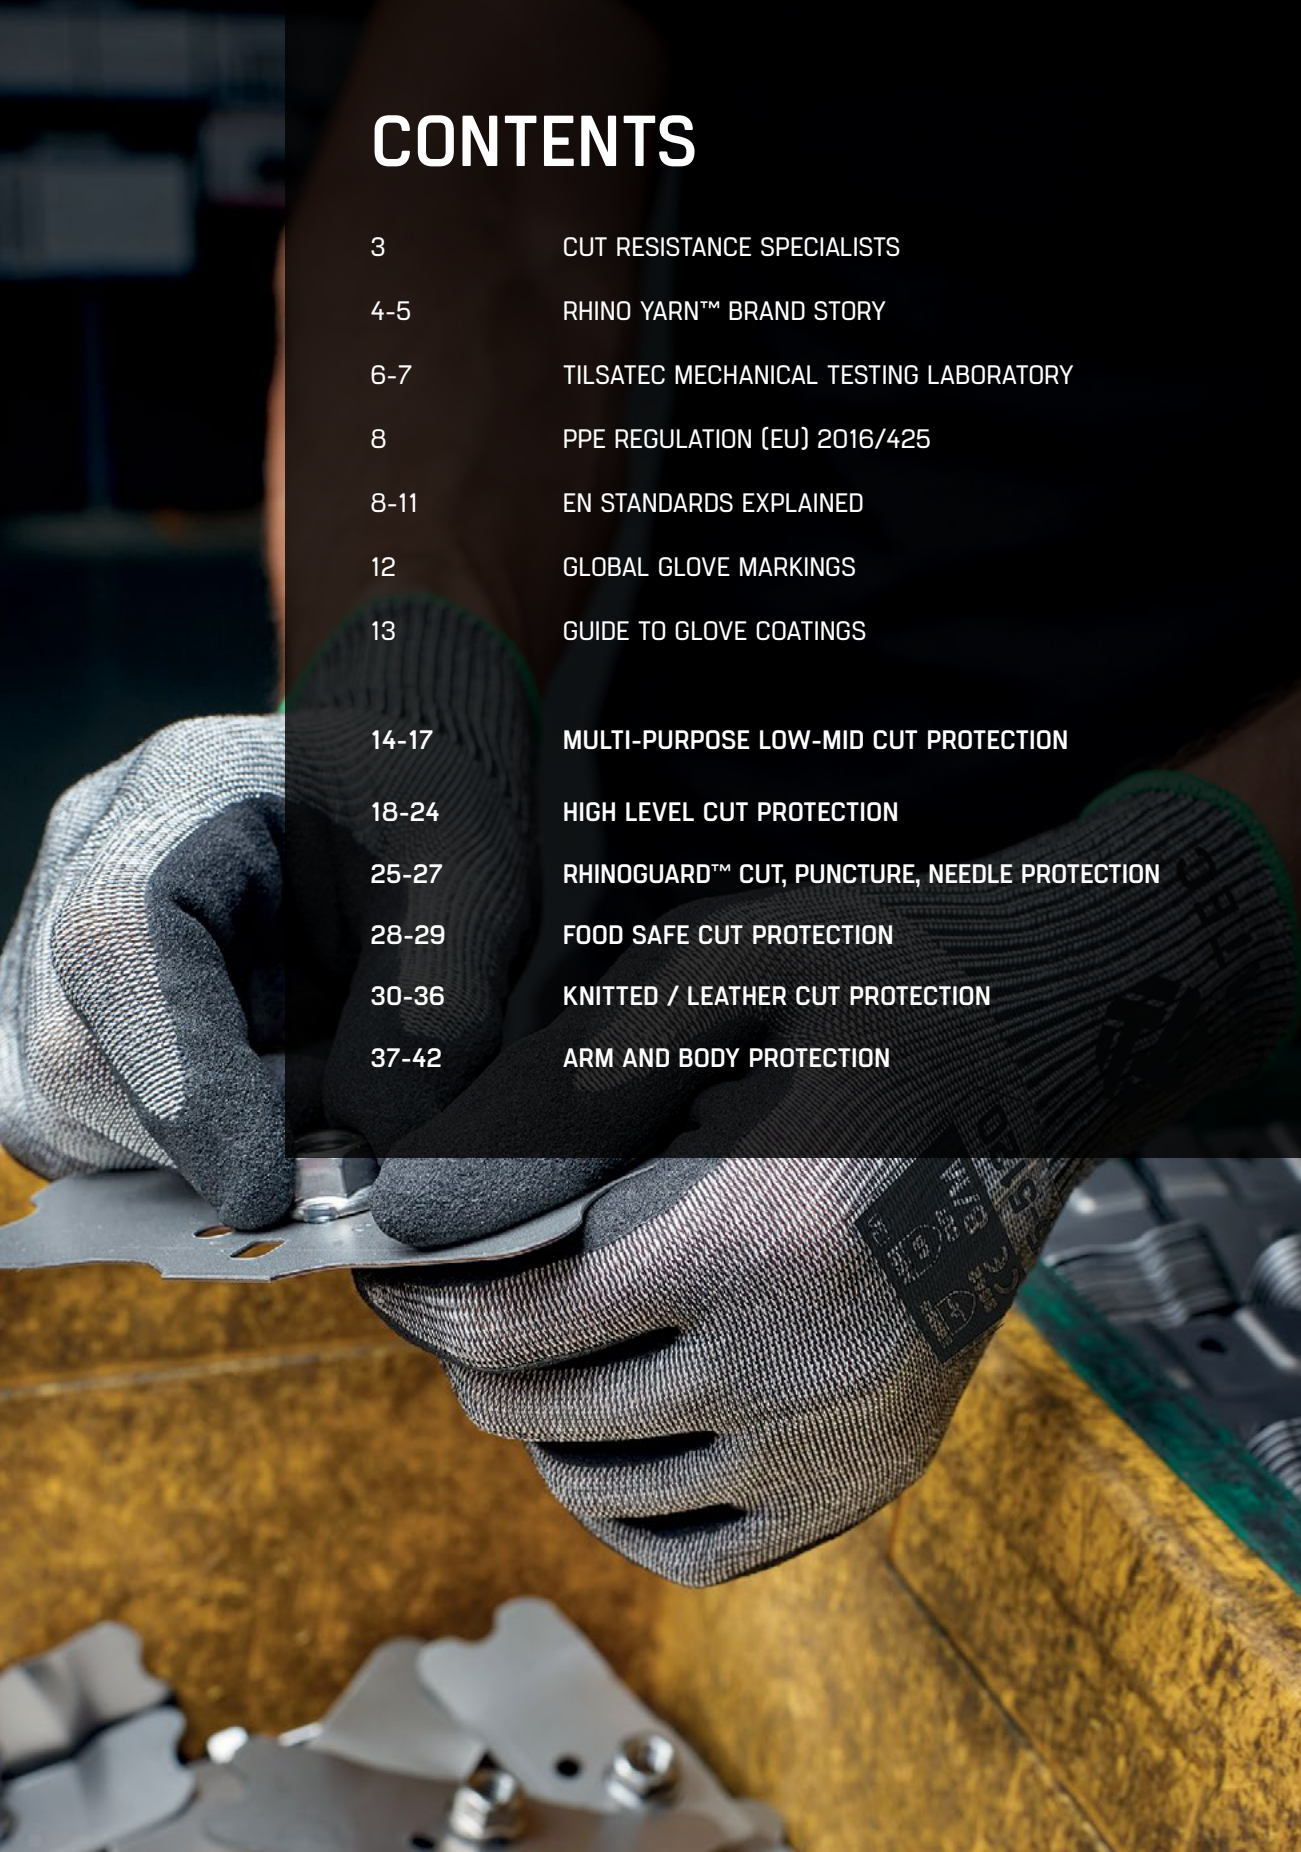 CONTENTS
3 CUT RESISTANCE SPECIALISTS
4-5 RHINO YARN™ BRAND STORY
6-7 TILSATEC MECHANICAL TESTING LABORATORY
8 PPE REGULATION (EU) 2016/425
8-11 EN STANDARDS EXPLAINED
12 GLOBAL GLOVE MARKINGS
13 GUIDE TO GLOVE COATINGS
14-17 MULTI-PURPOSE LOW-MID CUT PROTECTION
18-24 HIGH LEVEL CUT PROTECTION
25-27 RHINOGUARD™ CUT, PUNCTURE, NEEDLE PROTECTION
28-29 FOOD SAFE CUT PROTECTION
30-36 KNITTED / LEATHER CUT PROTECTION
37-42 ARM AND BODY PROTECTION